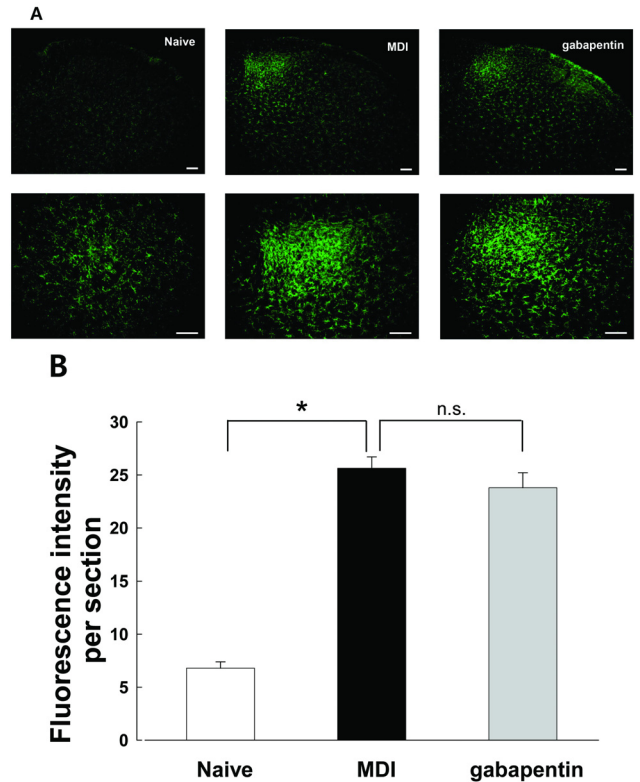 A
Naive
MDI
gabapentin
B
Fluorescence intensity
per section
30
25
20
15
10
5
0
*
n.s.
Naive
MDI
gabapentin